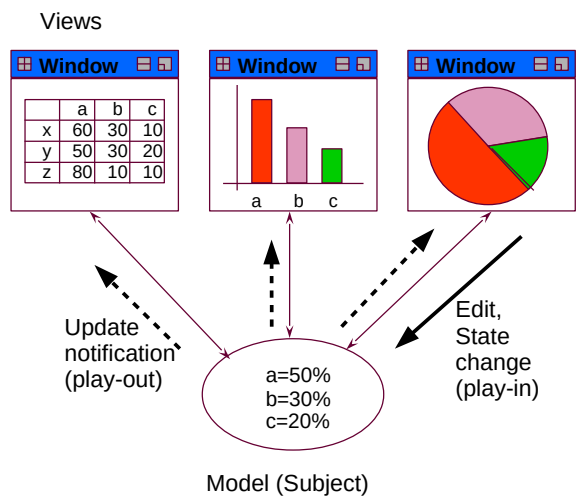 Views
Window
Window
Window
a b c
x 60 30 10
y 50 30 20
z 80 10 10
a b c
Update
notification
(play-out)
Edit,
State
change
(play-in)
a=50%
b=30%
c=20%
Model (Subject)